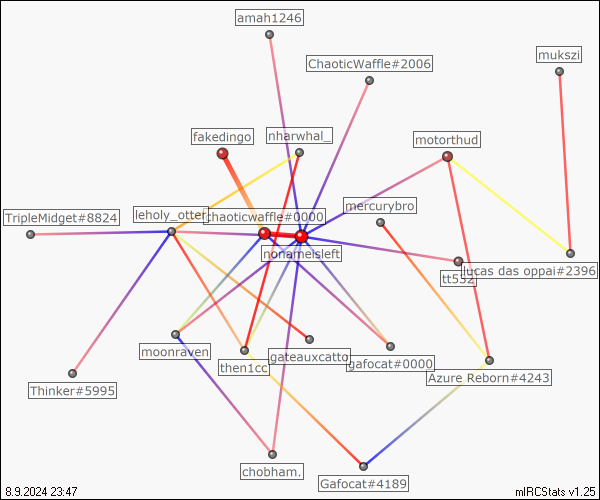 amah1246
mukszi
ChaoticWaffle#2006
fakedingo
nharwhal_
motorthud
mercurybro
TripleMidget#8824
leholy_otter
chaoticwaffle#0000
nonameisleft
tt532
lucas das oppai#2396
moonraven
then1cc
gateauxcatto
gafocat#0000
Azure Reborn#4243
Thinker#5995
chobham.
Gafocat#4189
8.9.2024 23:47
mIRCStats v1.25